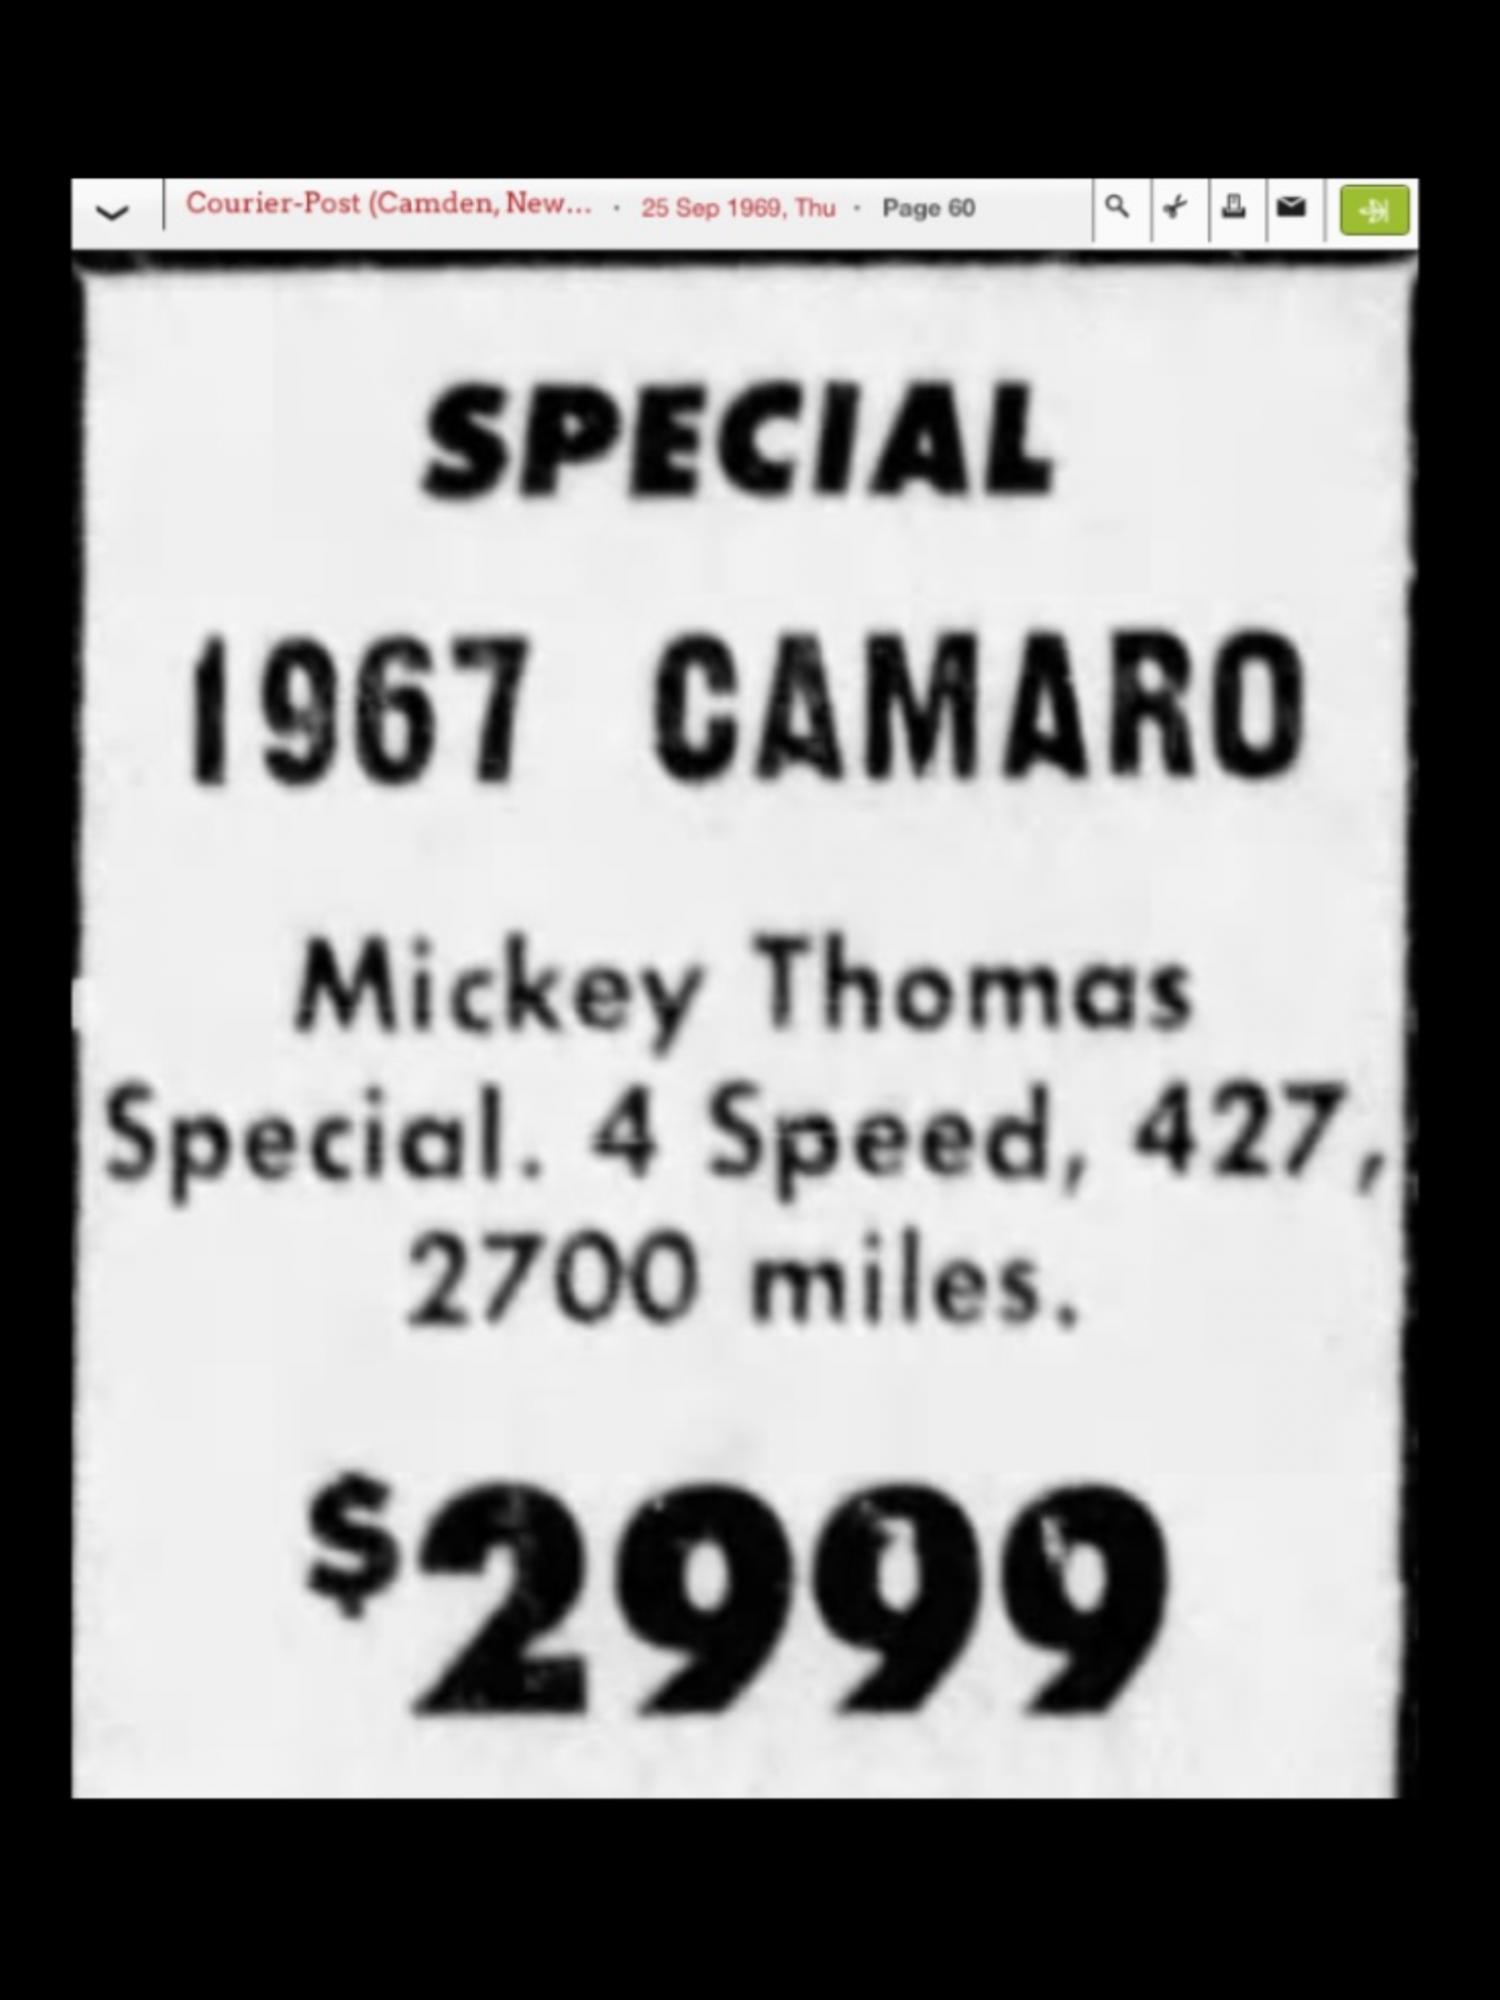 Courier-Post (Camden, New... · 25 Sep 1969, Thu · Page 60
SPECIAL
1967 CAMARO
Mickey Thomas
Special. 4 Speed, 427,
2700 miles.
$2999